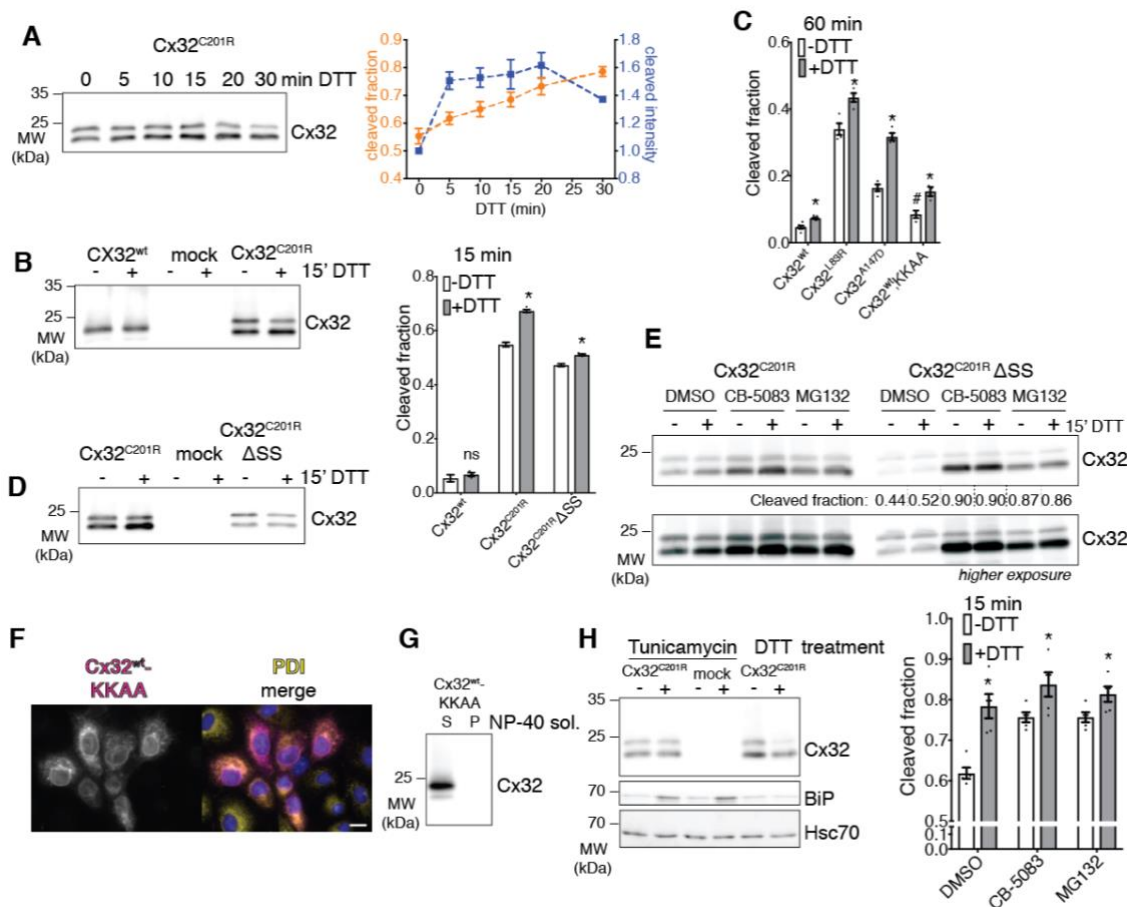 A
Cx32C201R
0 5 10 15 20 30 min DTT
35
25
MW
(kDa)
Cx32
0.9
0.8
0.7
0.6
0.5
0.4
cleaved fraction
1.8
1.6
1.4
1.2
1.0
0.8
cleaved intensity
0 5 10 15 20 25 30
DTT (min)
C
60 min
-DTT
+DTT
0.6
0.4
0.2
0.0
Cleaved fraction
* * * # *
Cx32wt
Cx32L89R
Cx32A147D
Cx32wt-KKAA
B
CX32wt mock Cx32C201R
- + - + - + 15' DTT
35
25
MW
(kDa)
Cx32
15 min
-DTT
+DTT
0.8
0.6
0.4
0.2
0.0
Cleaved fraction
ns * *
Cx32wt
Cx32C201R
Cx32C201RΔSS
D
Cx32C201R mock Cx32C201R
ΔSS
- + - + - + 15' DTT
25
MW
(kDa)
Cx32
E
Cx32C201R Cx32C201R ΔSS
DMSO CB-5083 MG132 DMSO CB-5083 MG132
- + - + - + - + - + - + 15' DTT
25
Cx32
Cleaved fraction: 0.44 0.52 0.90 0.90 0.87 0.86
25
MW
(kDa)
Cx32
higher exposure
F
Cx32wt-
KKAA
PDI
merge
G
Cx32wt-
KKAA
S P NP-40 sol.
25
MW
(kDa)
Cx32
H
Tunicamycin DTT treatment
Cx32C201R mock Cx32C201R
- + - + - +
35
25
Cx32
70
BiP
70
Hsc70
MW
(kDa)
15 min
-DTT
+DTT
1.0
0.9
0.8
0.7
0.6
0.5
0.1
0.0
Cleaved fraction
* * *
DMSO
CB-5083
MG132